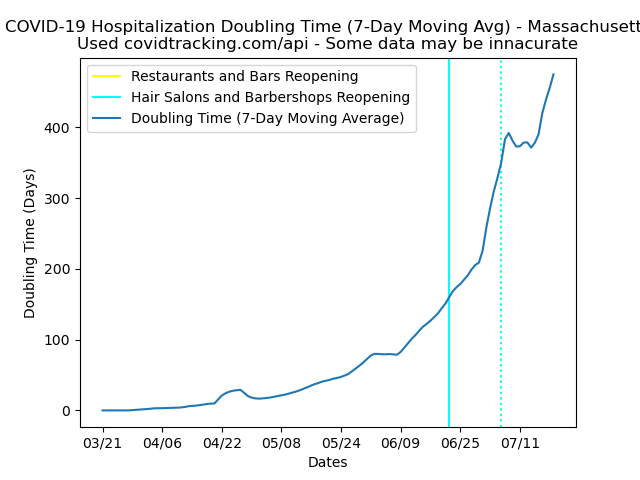 COVID-19 Hospitalization Doubling Time (7-Day Moving Avg) - Massachusett
Used covidtracking.com/api - Some data may be innacurate
Restaurants and Bars Reopening
Hair Salons and Barbershops Reopening
Doubling Time (7-Day Moving Average)
Doubling Time (Days)
400
300
200
100
0
03/21 04/06 04/22 05/08 05/24 06/09 06/25 07/11
Dates